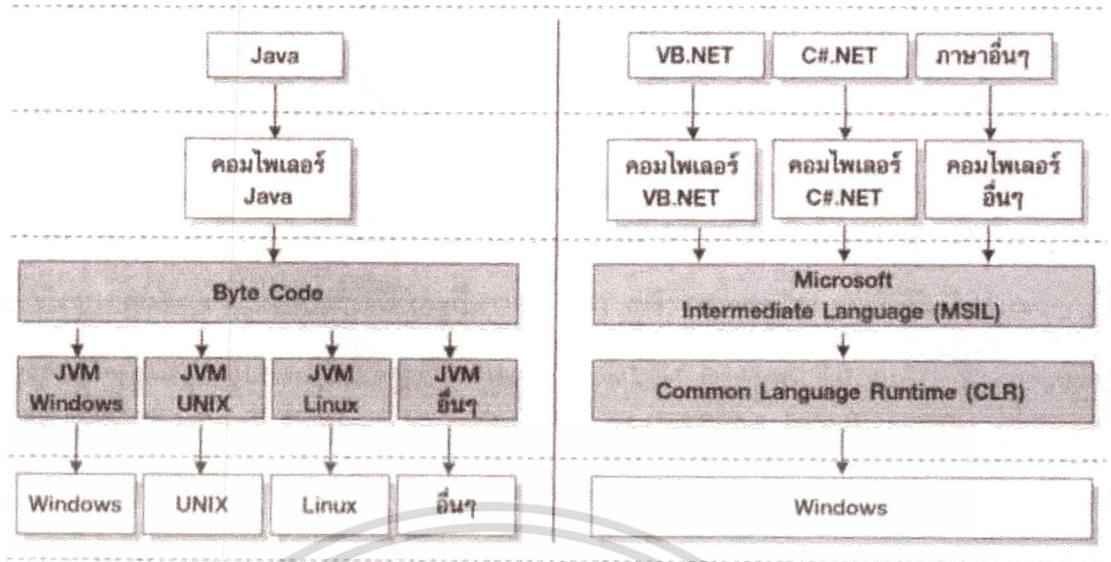 Java
คอมไพเลอร์
Java
Byte Code
JVM
Windows
JVM
UNIX
JVM
Linux
JVM
อื่นๆ
Windows
UNIX
Linux
อื่นๆ
VB.NET
C#.NET
ภาษาอื่นๆ
คอมไพเลอร์
VB.NET
คอมไพเลอร์
C#.NET
คอมไพเลอร์
อื่นๆ
Microsoft
Intermediate Language (MSIL)
Common Language Runtime (CLR)
Windows